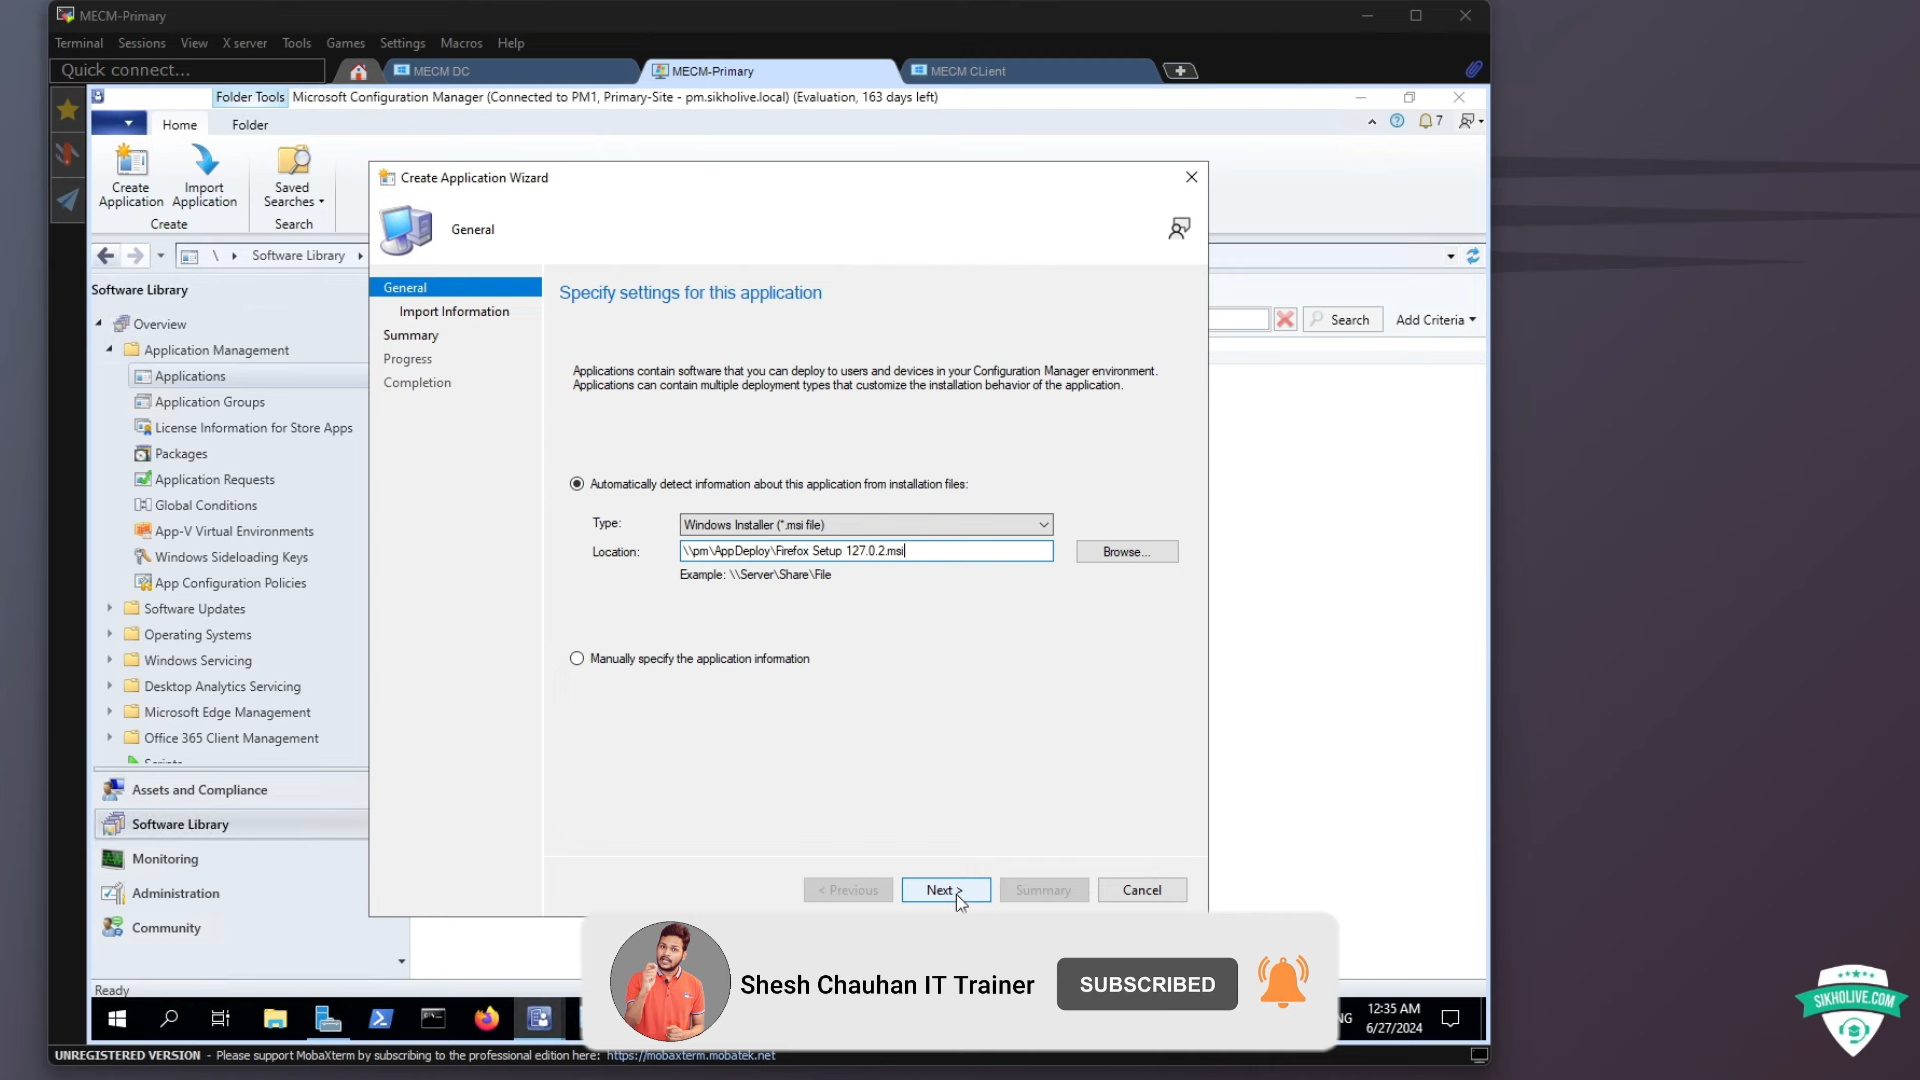 MECM-Primary
Terminal Sessions View X server Tools Games Settings Macros Help
Quick connect...
MECM DC
MECM-Primary
MECM CLient
Folder Tools Microsoft Configuration Manager (Connected to PM1, Primary-Site - pm.sikholive.local) (Evaluation, 163 days left)
Home Folder
7
Create Application
Import Application
Saved Searches
Create
Search
\ Software Library
Software Library
Overview
Application Management
Applications
Application Groups
License Information for Store Apps
Packages
Application Requests
Global Conditions
App-V Virtual Environments
Windows Sideloading Keys
App Configuration Policies
Software Updates
Operating Systems
Windows Servicing
Desktop Analytics Servicing
Microsoft Edge Management
Office 365 Client Management
Assets and Compliance
Software Library
Monitoring
Administration
Community
Ready
Create Application Wizard
General
General
Import Information
Summary
Progress
Completion
Specify settings for this application
Applications contain software that you can deploy to users and devices in your Configuration Manager environment.
Applications can contain multiple deployment types that customize the installation behavior of the application.
Automatically detect information about this application from installation files:
Type: Windows Installer (*.msi file)
Location: \\pm\AppDeploy\Firefox Setup 127.0.2.msi
Browse...
Example: \\Server\Share\File
Manually specify the application information
< Previous
Next >
Summary
Cancel
Search
Add Criteria
Shesh Chauhan IT Trainer
SUBSCRIBED
12:35 AM
6/27/2024
SIKHOLIVE.COM
UNREGISTERED VERSION - Please support MobaXterm by subscribing to the professional edition here: https://mobaxterm.mobatek.net